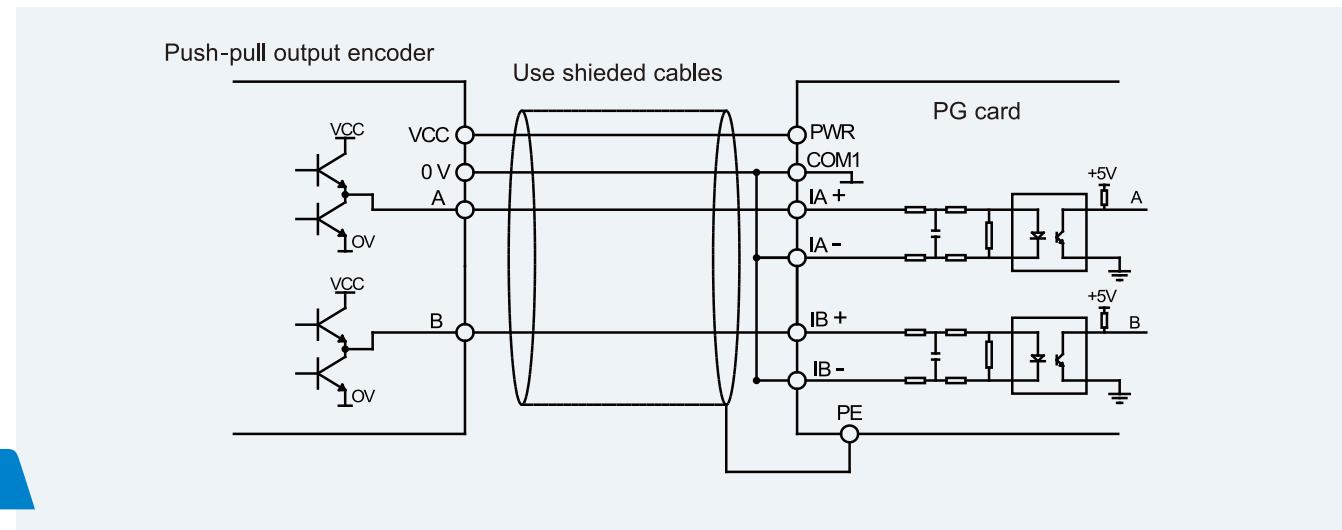 Push-pull output encoder
Use shieded cables
PG card
VCC
VCC
PWR
0 V
COM1
+5V
A
IA +
A
OV
IA -
VCC
+5V
B
IB +
B
OV
IB -
PE